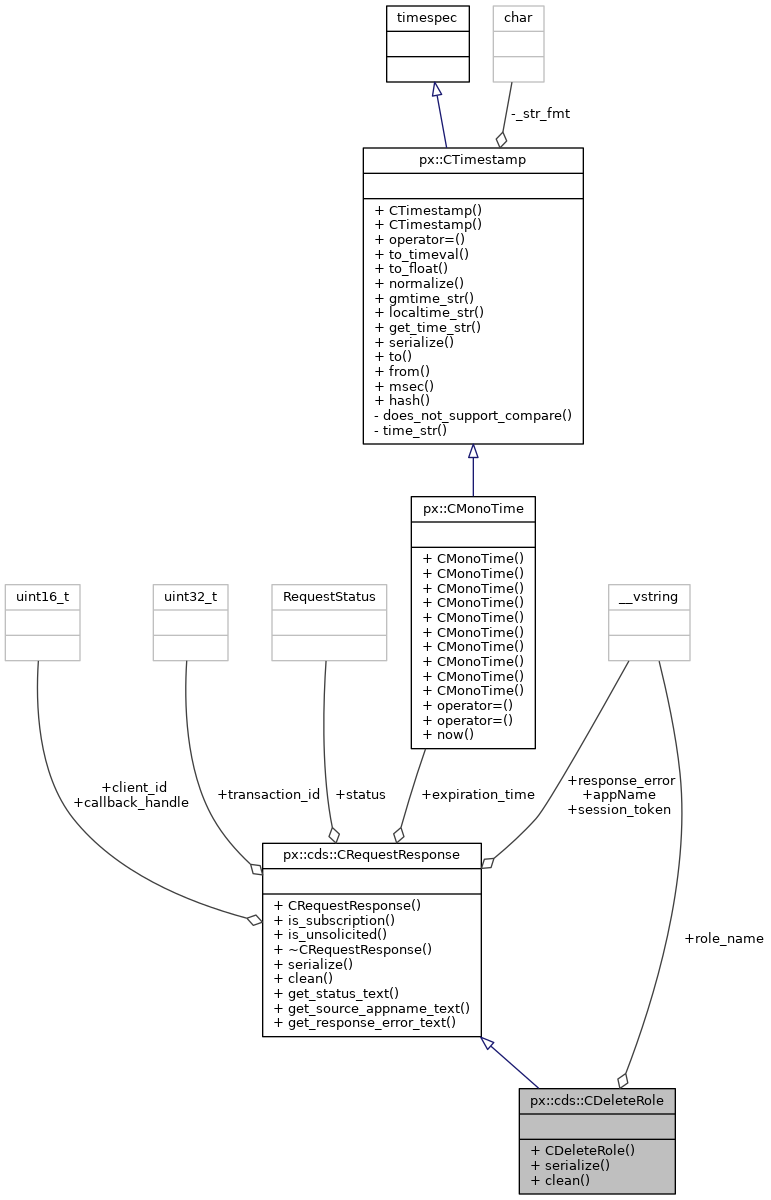 timespec
char
-_str_fmt
px::CTimestamp
+ CTimestamp()
+ CTimestamp()
+ operator=()
+ to_timeval()
+ to_float()
+ normalize()
+ gmtime_str()
+ localtime_str()
+ get_time_str()
+ serialize()
+ to()
+ from()
+ msec()
+ hash()
- does_not_support_compare()
- time_str()
px::CMonoTime
+ CMonoTime()
+ CMonoTime()
+ CMonoTime()
+ CMonoTime()
+ CMonoTime()
+ CMonoTime()
+ CMonoTime()
+ CMonoTime()
+ CMonoTime()
+ CMonoTime()
+ operator=()
+ operator=()
+ now()
uint16_t
uint32_t
RequestStatus
__vstring
+client_id
+callback_handle
+transaction_id
+status
+expiration_time
+response_error
+appName
+session_token
px::cds::CRequestResponse
+ CRequestResponse()
+ is_subscription()
+ is_unsolicited()
+ ~CRequestResponse()
+ serialize()
+ clean()
+ get_status_text()
+ get_source_appname_text()
+ get_response_error_text()
+role_name
px::cds::CDeleteRole
+ CDeleteRole()
+ serialize()
+ clean()